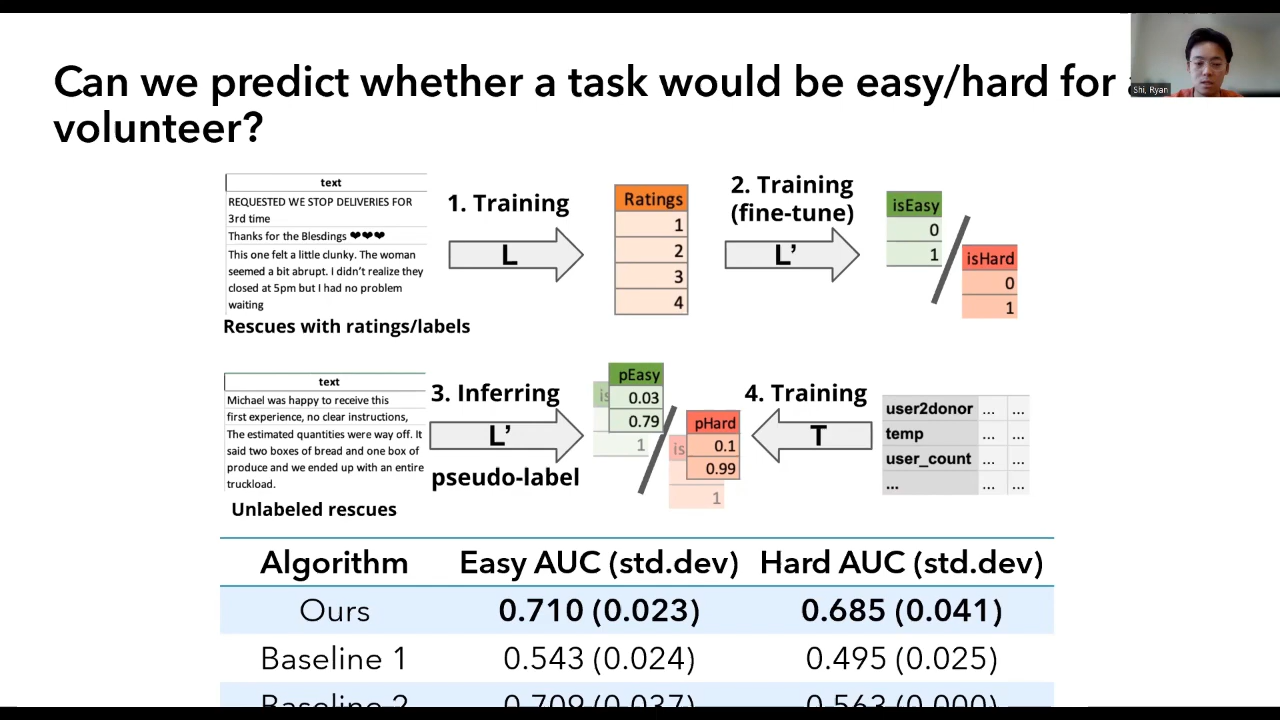 Can we predict whether a task would be easy/hard for
volunteer?
Shi, Ryan
text
REQUESTED WE STOP DELIVERIES FOR
3rd time
Thanks for the Blesdings ❤❤❤
This one felt a little clunky. The woman
seemed a bit abrupt. I didn't realize they
closed at 5pm but I had no problem
waiting
Rescues with ratings/labels
1. Training
L
Ratings
1
2
3
4
2. Training
(fine-tune)
L’
isEasy
0
1
isHard
0
1
text
Michael was happy to receive this
first experience, no clear instructions,
The estimated quantities were way off. It
said two boxes of bread and one box of
produce and we ended up with an entire
truckload.
Unlabeled rescues
3. Inferring
L’
pseudo-label
is
pEasy
0.03
0.79
1
is
pHard
0.1
0.99
1
4. Training
T
user2donor ... ...
temp ... ...
user_count ... ...
... ... ...
Algorithm Easy AUC (std.dev) Hard AUC (std.dev)
Ours 0.710 (0.023) 0.685 (0.041)
Baseline 1 0.543 (0.024) 0.495 (0.025)
Baseline 2 0.709 (0.037) 0.563 (0.000)